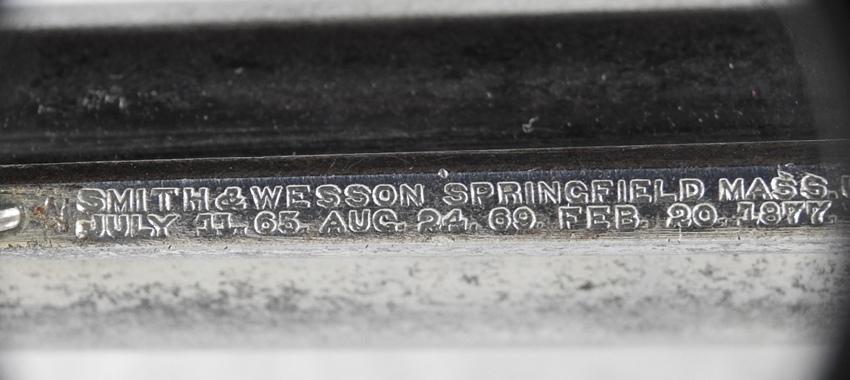 SMITH & WESSON SPRINGFIELD MASS.
JULY 11. 65. AUG. 24. 69. FEB. 20. 1877.